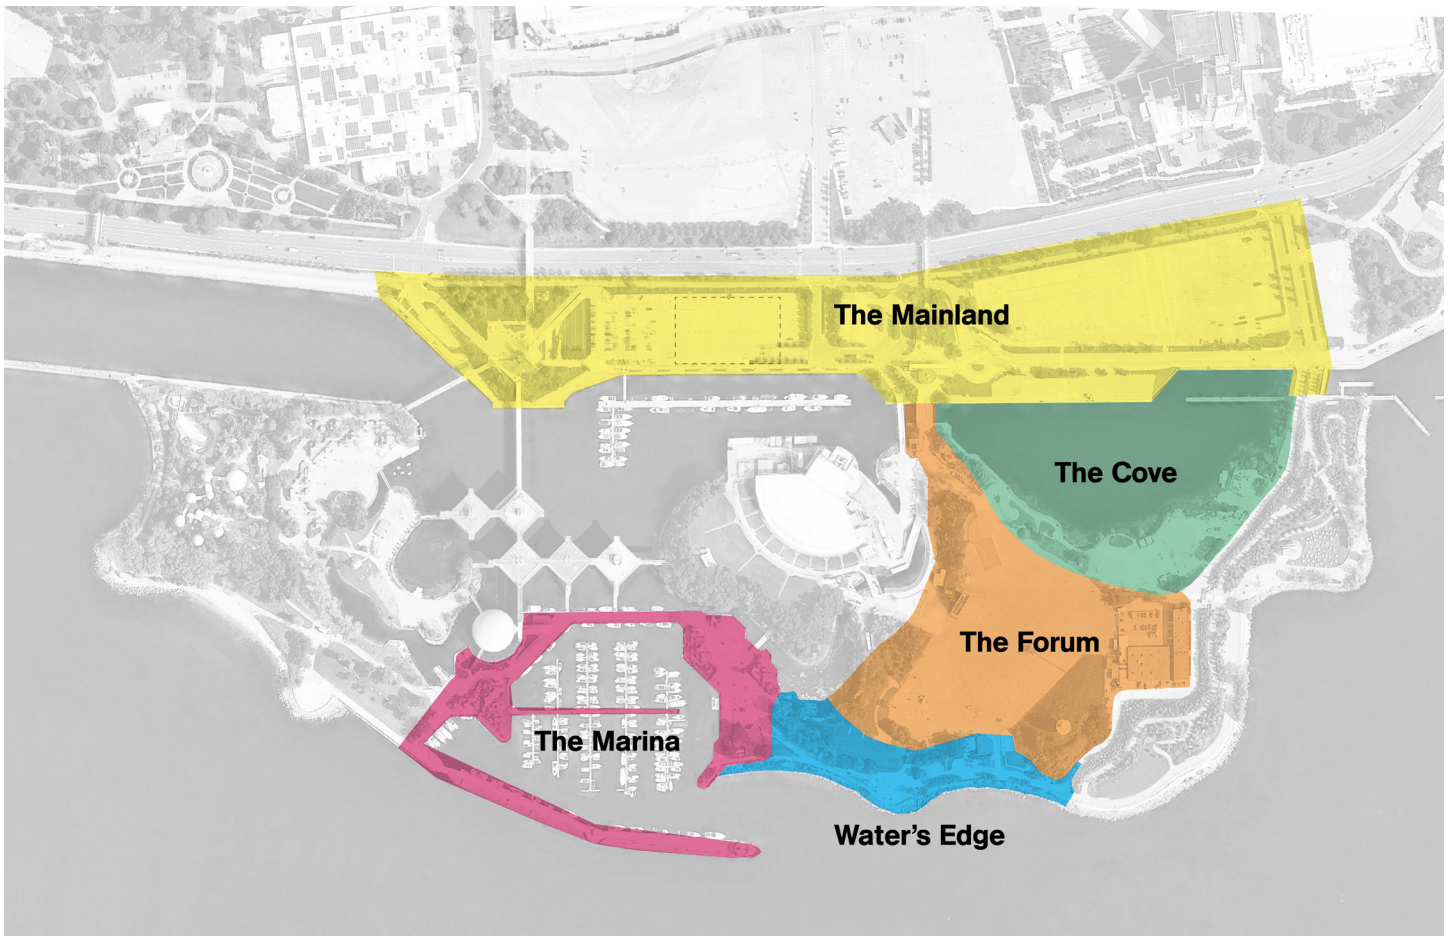 The Mainland
The Cove
The Forum
The Marina
Water’s Edge